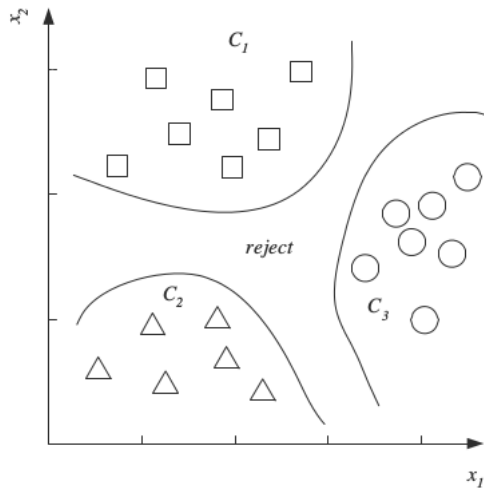 x₂
C₁
reject
C₂
C₃
x₁